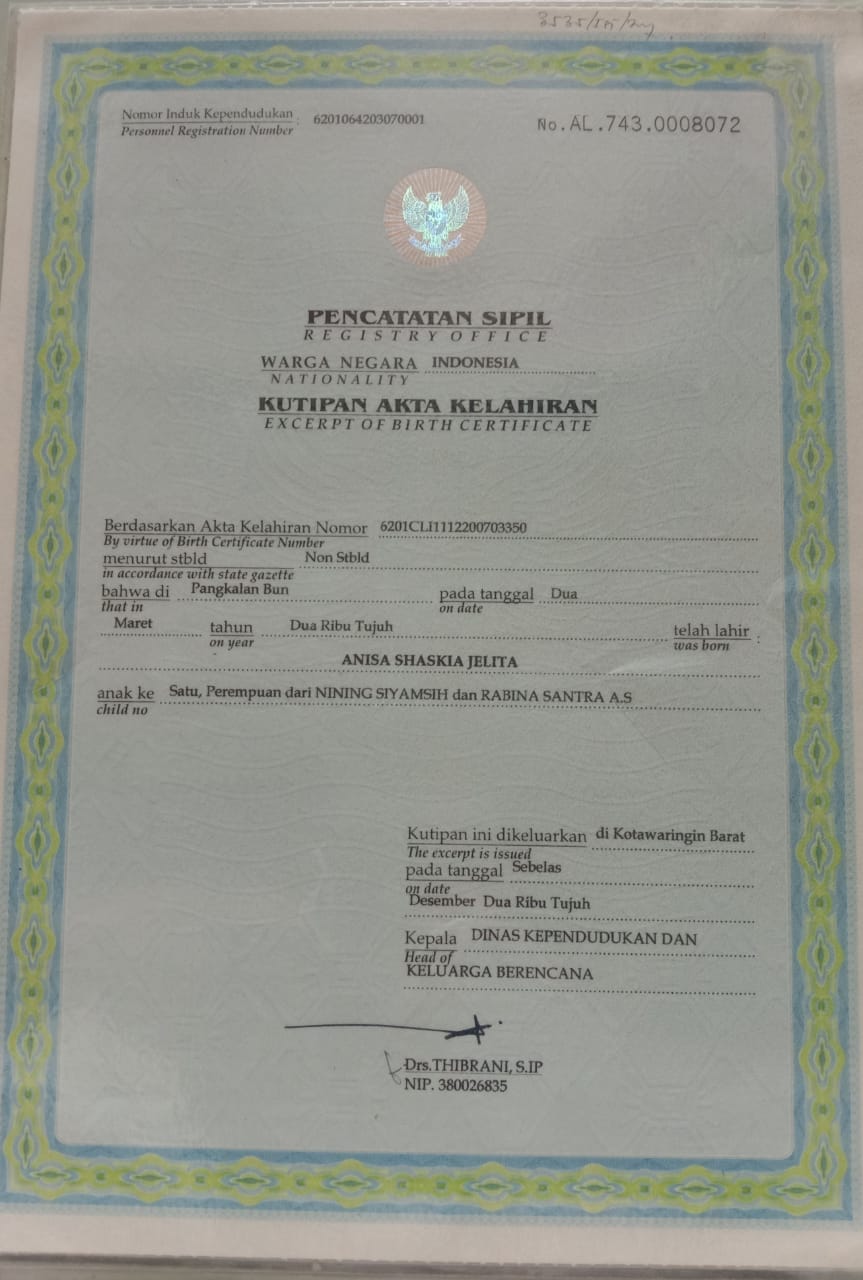 3535/
Nomor Induk Kependudukan : 6201064203070001 No.AL.743.0008072
Personnel Registration Number
PENCATATAN SIPIL
REGISTRY OFFICE
WARGA NEGARA INDONESIA
NATIONALITY
KUTIPAN AKTA KELAHIRAN
EXCERPT OF BIRTH CERTIFICATE
Berdasarkan Akta Kelahiran Nomor 6201CLI1112200703350
By virtue of Birth Certificate Number
menurut stbld Non Stbld
in accordance with state gazette
bahwa di Pangkalan Bun pada tanggal Dua
that in on date
Maret tahun Dua Ribu Tujuh telah lahir :
on year was born
ANISA SHASKIA JELITA
anak ke Satu, Perempuan dari NINING SIYAMSIH dan RABINA SANTRA A.S
child no
Kutipan ini dikeluarkan di Kotawaringin Barat
The excerpt is issued
pada tanggal Sebelas
on date
Desember Dua Ribu Tujuh
Kepala DINAS KEPENDUDUKAN DAN
Head of
KELUARGA BERENCANA
Drs.THIBRANI, S.IP
NIP. 380026835